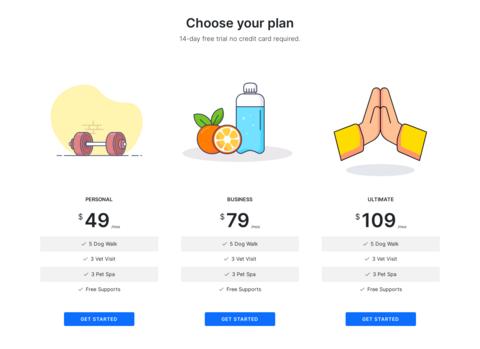 Choose your plan
14-day free trial no credit card required.
PERSONAL
$49 /mo
5 Dog Walk
3 Vet Visit
3 Pet Spa
Free Supports
GET STARTED
BUSINESS
$79 /mo
5 Dog Walk
3 Vet Visit
3 Pet Spa
Free Supports
GET STARTED
ULTIMATE
$109 /mo
5 Dog Walk
3 Vet Visit
3 Pet Spa
Free Supports
GET STARTED